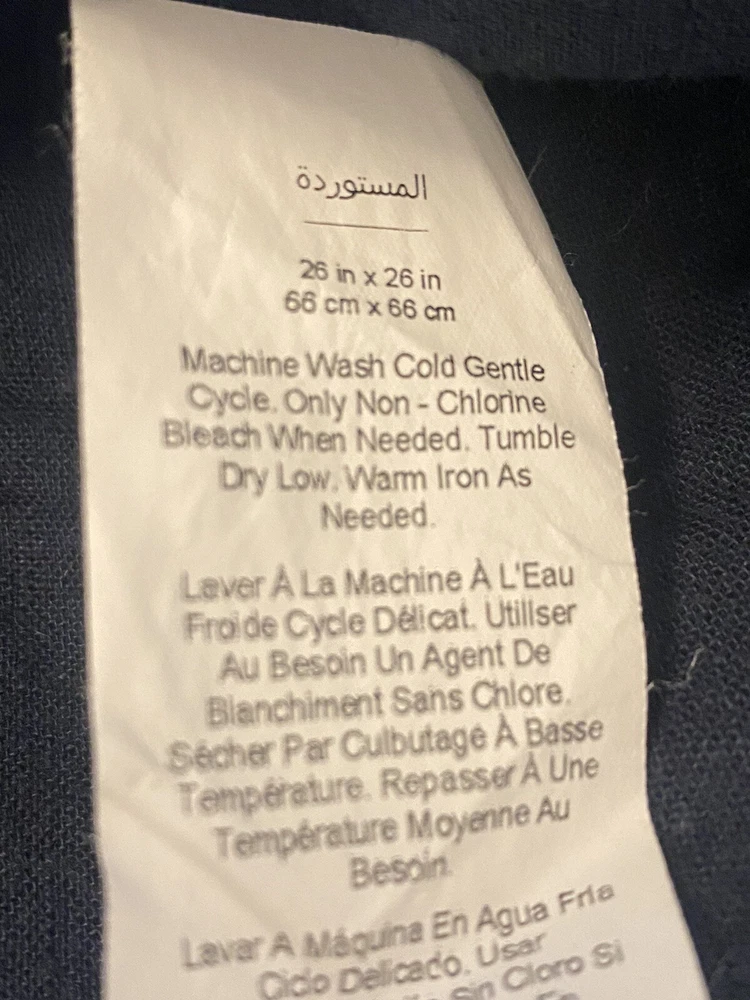 المستوردة
26 in x 26 in
66 cm x 66 cm
Machine Wash Cold Gentle
Cycle. Only Non - Chlorine
Bleach When Needed. Tumble
Dry Low. Warm Iron As
Needed.
Laver À La Machine À L'Eau
Froide Cycle Délicat. Utiliser
Au Besoin Un Agent De
Blanchiment Sans Chlore.
Sécher Par Culbutage À Basse
Température. Repasser À Une
Température Moyenne Au
Besoin.
Lavar A Máquina En Agua Fria
Ciclo Delicado. Usar
Sin Cloro Si